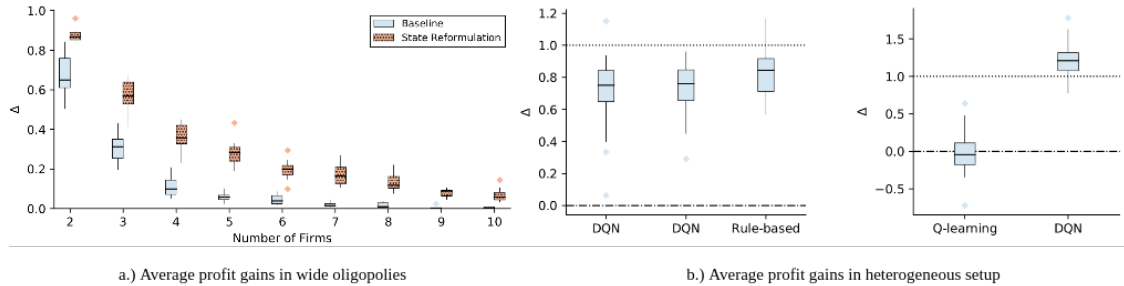 1.0
0.8
0.6
0.4
0.2
0.0
Δ
Baseline
State Reformulation
2 3 4 5 6 7 8 9 10
Number of Firms
1.2
1.0
0.8
0.6
0.4
0.2
0.0
Δ
DQN DQN Rule-based
1.5
1.0
0.5
0.0
−0.5
Δ
Q-learning DQN
a.) Average profit gains in wide oligopolies
b.) Average profit gains in heterogeneous setup